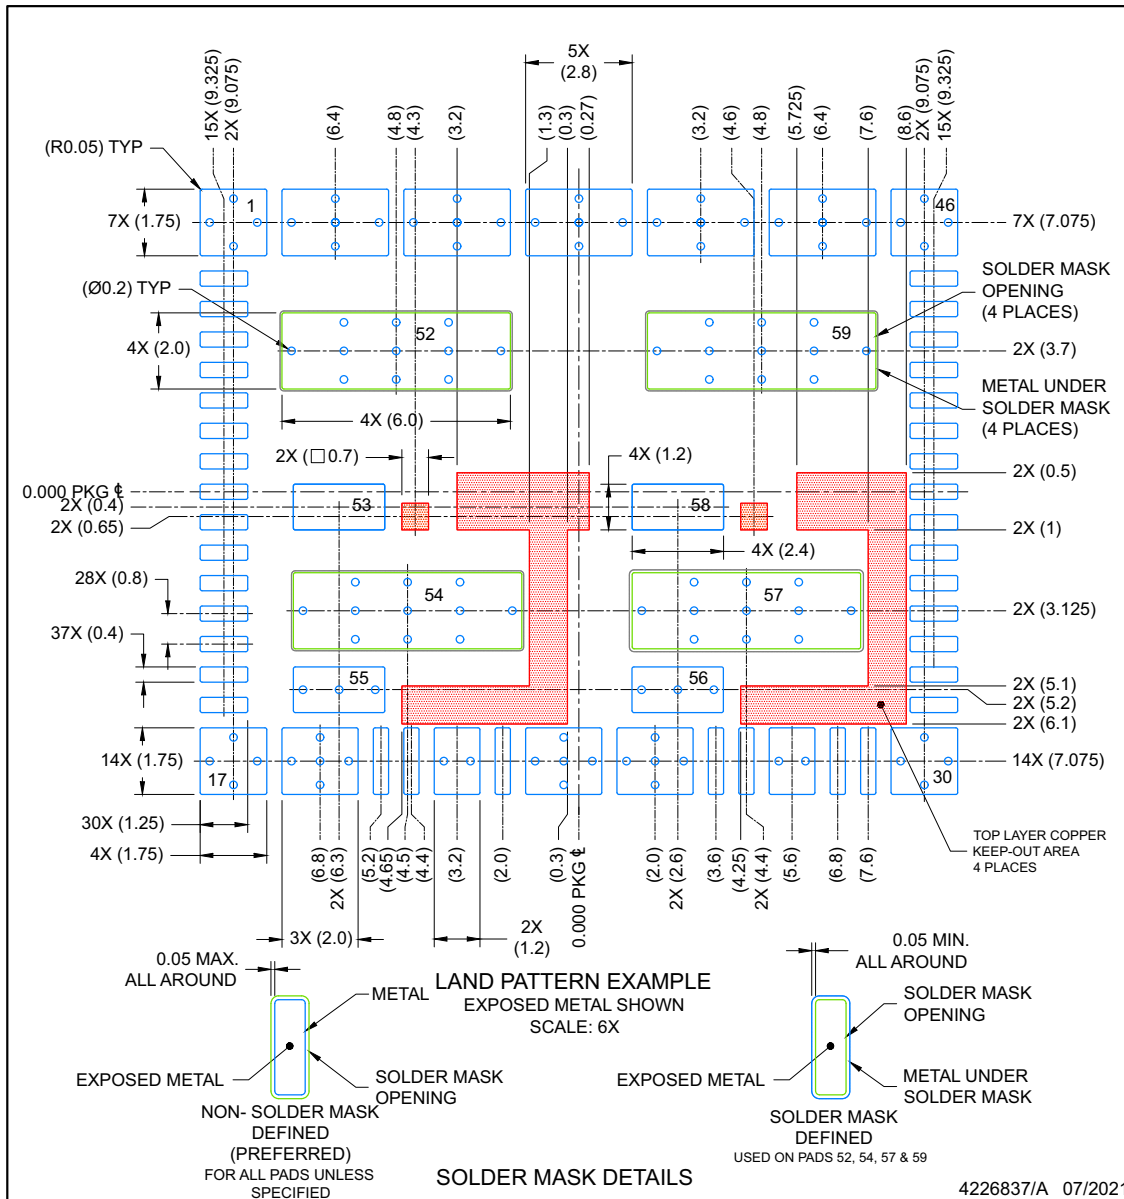 15X (9.325)
2X (9.075)
(6.4)
(4.8)
(4.3)
(3.2)
5X
(2.8)
(1.3)
(0.3)
(0.27)
(3.2)
(4.6)
(4.8)
(5.725)
(6.4)
(7.6)
(8.6)
2X (9.075)
15X (9.325)
(R0.05) TYP
1
46
7X (1.75)
7X (7.075)
(Ø0.2) TYP
SOLDER MASK
OPENING
(4 PLACES)
52
59
4X (2.0)
2X (3.7)
METAL UNDER
SOLDER MASK
(4 PLACES)
4X (6.0)
2X (□0.7)
4X (1.2)
2X (0.5)
0.000 PKG ℄
2X (0.4)
2X (0.65)
53
58
2X (1)
4X (2.4)
28X (0.8)
54
57
2X (3.125)
37X (0.4)
55
56
2X (5.1)
2X (5.2)
2X (6.1)
14X (1.75)
17
30
14X (7.075)
30X (1.25)
4X (1.75)
(6.8)
2X (6.3)
(5.2)
(4.65)
(4.5)
(4.4)
(3.2)
(2.0)
(0.3)
0.000 PKG ℄
(2.0)
2X (2.6)
(3.6)
(4.25)
2X (4.4)
(5.6)
(6.8)
(7.6)
TOP LAYER COPPER
KEEP-OUT AREA
4 PLACES
3X (2.0)
2X
(1.2)
LAND PATTERN EXAMPLE
EXPOSED METAL SHOWN
SCALE: 6X
0.05 MAX.
ALL AROUND
METAL
EXPOSED METAL
SOLDER MASK
OPENING
NON- SOLDER MASK
DEFINED
(PREFERRED)
FOR ALL PADS UNLESS
SPECIFIED
0.05 MIN.
ALL AROUND
SOLDER MASK
OPENING
EXPOSED METAL
METAL UNDER
SOLDER MASK
SOLDER MASK
DEFINED
USED ON PADS 52, 54, 57 & 59
SOLDER MASK DETAILS
4226837/A 07/2021